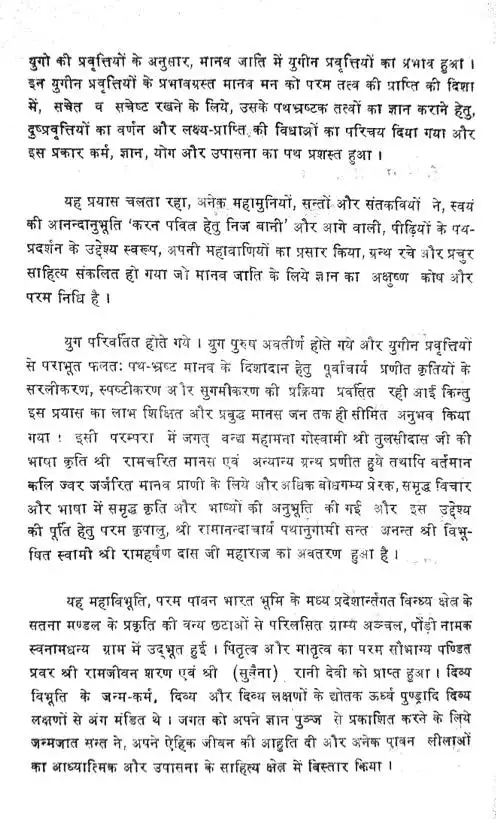 युगो की प्रवृत्तियों के अनुसार, मानव जाति में युगीन प्रवृत्तियों का प्रभाव हुआ ।
इन युगीन प्रवृत्तियों के प्रभावग्रस्त मानव मन को परम तत्व की प्राप्ति की दिशा
में, सचेत व सचेष्ट रखने के लिये, उसके पथभ्रष्टक तत्वों का ज्ञान कराने हेतु,
दुष्प्रवृत्तियों का वर्णन और लक्ष्य-प्राप्ति की विधाओं का परिचय दिया गया और
इस प्रकार कर्म, ज्ञान, योग और उपासना का पथ प्रशस्त हुआ ।
यह प्रयास चलता रहा, अनेक महामुनियों, सन्तों और संतकवियों ने, स्वयं
की आनन्दानुभूति 'करन पवित्र हेतु निज बानी' और आगे वाली, पीढ़ियों के पथ-
प्रदर्शन के उद्देश्य स्वरूप, अपनी महावाणियों का प्रसार किया, ग्रन्थ रचे और प्रचुर
साहित्य संकलित हो गया जो मानव जाति के लिये ज्ञान का अक्षुष्ण कोष और
परम निधि है ।
युग परिवर्तित होते गये । युग पुरुष अवतीर्ण होते गये और युगीन प्रवृत्तियों
से पराभूत फलतः पथ-भ्रष्ट मानव के दिशादान हेतु पूर्वाचार्य प्रणीत कृतियों के
सरलीकरण, स्पष्टीकरण और सुगमीकरण की प्रक्रिया प्रवर्तित रही आई किन्तु
इस प्रयास का लाभ शिक्षित और प्रबुद्ध मानस जन तक ही सीमित अनुभव किया
गया ! इसी परम्परा में जगत् वन्द्य महामना गोस्वामी श्री तुलसीदास जी की
भाषा कृति श्री रामचरित मानस एवं अन्यान्य ग्रन्थ प्रणीत हुये तथापि वर्तमान
कलि ज्वर जर्जरित मानव प्राणी के लिये और अधिक बोधगम्य प्रेरक, समृद्ध विचार
और भाषा में समृद्ध कृति और भाष्यों की अनुभूति की गई और इस उद्देश्य
की पूर्ति हेतु परम कृपालु, श्री रामानन्दाचार्य पथानुगामी सन्त अनन्त श्री विभू-
षित स्वामी श्री रामहर्षण दास जी महाराज का अवतरण हुआ है ।
यह महाविभूति, परम पावन भारत भूमि के मध्य प्रदेशान्तंगत विन्ध्य क्षेत्र के
सतना मण्डल के प्रकृति की वन्य छटाओं से परिलसित ग्राम्य अञ्चल, पोंड़ी नामक
स्वनामधन्य ग्राम में उद्भूत हुई । पितृत्व और मातृत्व का परम सौभाग्य पण्डित
प्रवर श्री रामजीवन शरण एवं श्री (सुलैना) रानी देवी को प्राप्त हुआ । दिव्य
विभूति के जन्म-कर्म, दिव्य और दिव्य लक्षणों के द्योतक ऊर्ध्व पुण्ड्रादि दिव्य
लक्षणों से अंग मंडित थे । जगत को अपने ज्ञान पुञ्ज से प्रकाणित करने के लिये
जन्मजात सन्त ने, अपने ऐहिक जीवन की आहुति दी और अनेक पावन लीलाओं
का आध्यात्मिक और उपासना के साहित्य क्षेत्र में विस्तार किया ।